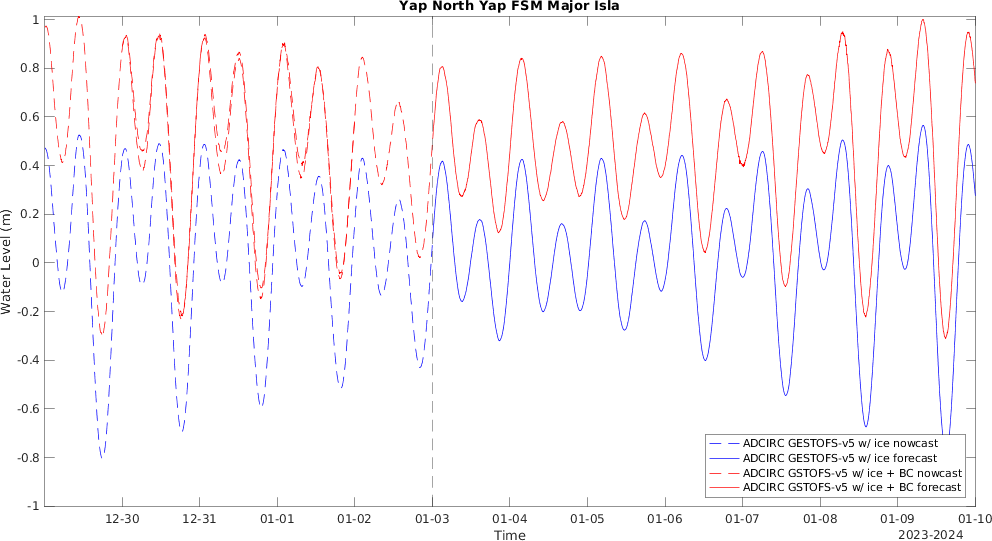 Yap North Yap FSM Major Isla
1
0.8
0.6
0.4
0.2
0
-0.2
-0.4
-0.6
-0.8
-1
Water Level (m)
ADCIRC GESTOFS-v5 w/ ice nowcast
ADCIRC GESTOFS-v5 w/ ice forecast
ADCIRC GSTOFS-v5 w/ ice + BC nowcast
ADCIRC GSTOFS-v5 w/ ice + BC forecast
12-30 12-31 01-01 01-02 01-03 01-04 01-05 01-06 01-07 01-08 01-09 01-10
Time
2023-2024